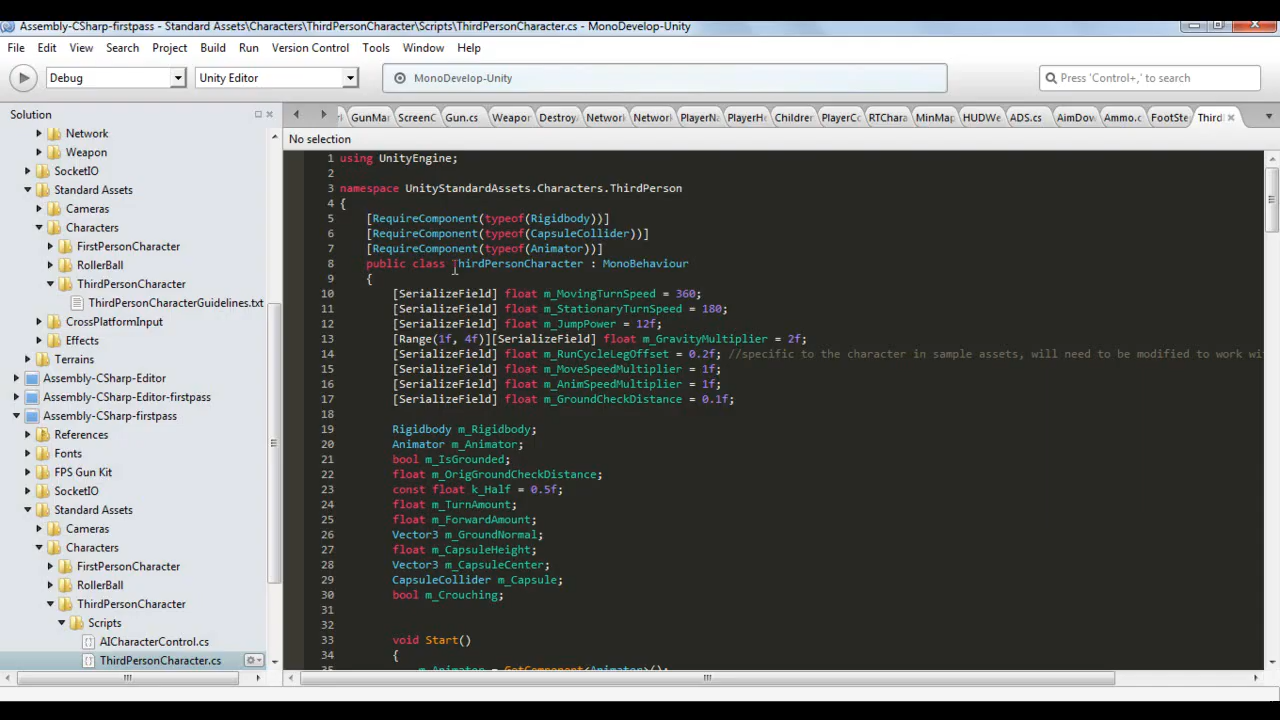 Assembly-CSharp-firstpass - Standard Assets\Characters\ThirdPersonCharacter\Scripts\ThirdPersonCharacter.cs - MonoDevelop-Unity
File Edit View Search Project Build Run Version Control Tools Window Help
Debug Unity Editor MonoDevelop-Unity Press 'Control+,' to search
Solution
Network
Weapon
SocketIO
Standard Assets
Cameras
Characters
FirstPersonCharacter
RollerBall
ThirdPersonCharacter
ThirdPersonCharacterGuidelines.txt
CrossPlatformInput
Effects
Terrains
Assembly-CSharp-Editor
Assembly-CSharp-Editor-firstpass
Assembly-CSharp-firstpass
References
Fonts
FPS Gun Kit
SocketIO
Standard Assets
Cameras
Characters
FirstPersonCharacter
RollerBall
ThirdPersonCharacter
Scripts
AICharacterControl.cs
ThirdPersonCharacter.cs
GunMa ScreenC Gun.cs Weapor Destroy Network Network PlayerNa PlayerHe Children PlayerCo RTChara MinMap HUDWe ADS.cs AimDow Ammo.c FootSte Third
No selection
1 using UnityEngine;
2
3 namespace UnityStandardAssets.Characters.ThirdPerson
4 {
5 [RequireComponent(typeof(Rigidbody))]
6 [RequireComponent(typeof(CapsuleCollider))]
7 [RequireComponent(typeof(Animator))]
8 public class ThirdPersonCharacter : MonoBehaviour
9 {
10 [SerializeField] float m_MovingTurnSpeed = 360;
11 [SerializeField] float m_StationaryTurnSpeed = 180;
12 [SerializeField] float m_JumpPower = 12f;
13 [Range(1f, 4f)][SerializeField] float m_GravityMultiplier = 2f;
14 [SerializeField] float m_RunCycleLegOffset = 0.2f; //specific to the character in sample assets, will need to be modified to work wi
15 [SerializeField] float m_MoveSpeedMultiplier = 1f;
16 [SerializeField] float m_AnimSpeedMultiplier = 1f;
17 [SerializeField] float m_GroundCheckDistance = 0.1f;
18
19 Rigidbody m_Rigidbody;
20 Animator m_Animator;
21 bool m_IsGrounded;
22 float m_OrigGroundCheckDistance;
23 const float k_Half = 0.5f;
24 float m_TurnAmount;
25 float m_ForwardAmount;
26 Vector3 m_GroundNormal;
27 float m_CapsuleHeight;
28 Vector3 m_CapsuleCenter;
29 CapsuleCollider m_Capsule;
30 bool m_Crouching;
31
32
33 void Start()
34 {
35 m_Animator = GetComponent<Animator>();